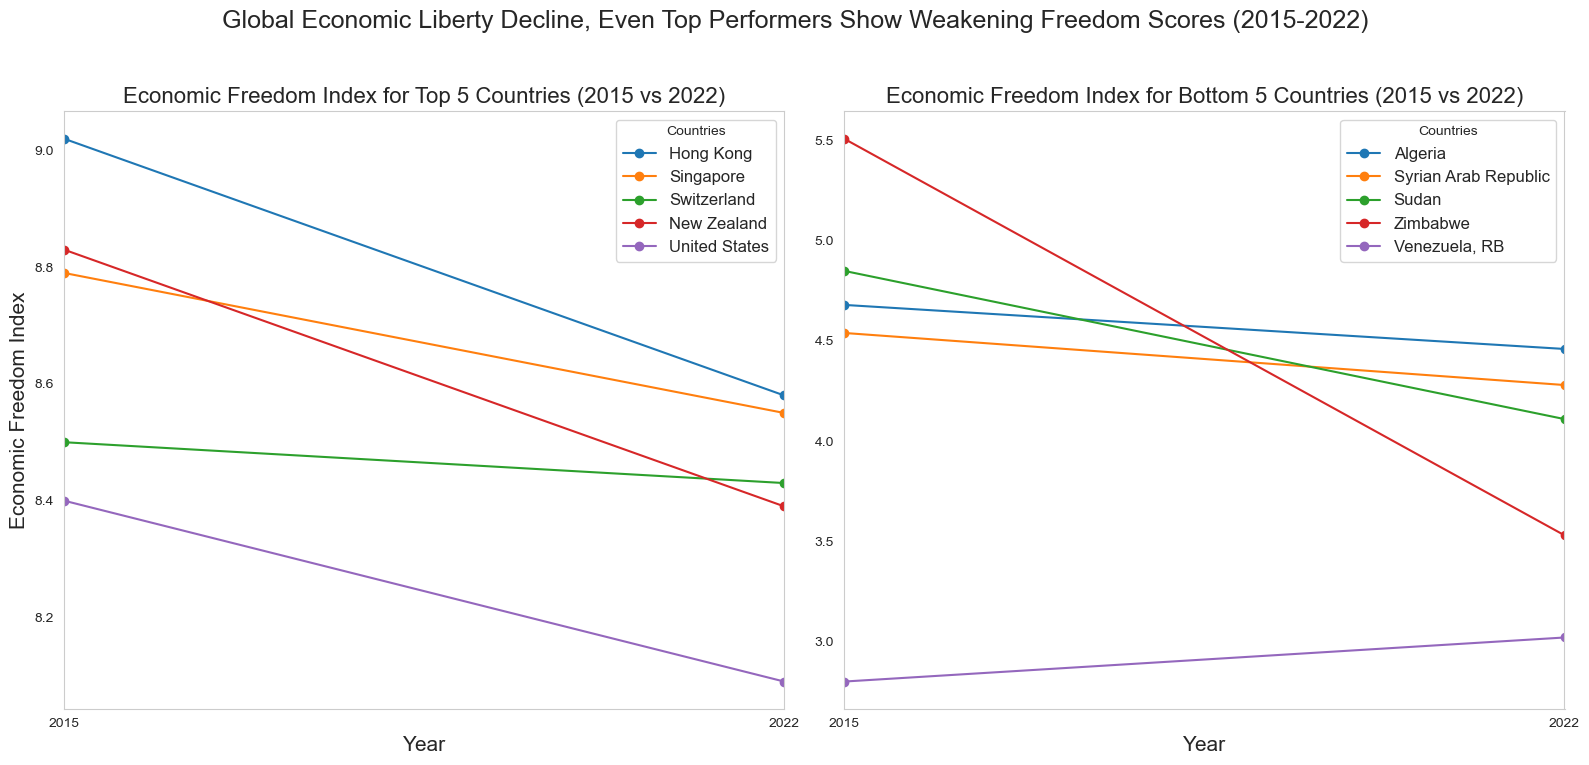 Global Economic Liberty Decline, Even Top Performers Show Weakening Freedom Scores (2015-2022)
Economic Freedom Index for Top 5 Countries (2015 vs 2022)
Economic Freedom Index
9.0
8.8
8.6
8.4
8.2
2015
2022
Year
Countries
Hong Kong
Singapore
Switzerland
New Zealand
United States
Economic Freedom Index for Bottom 5 Countries (2015 vs 2022)
5.5
5.0
4.5
4.0
3.5
3.0
2015
2022
Year
Countries
Algeria
Syrian Arab Republic
Sudan
Zimbabwe
Venezuela, RB